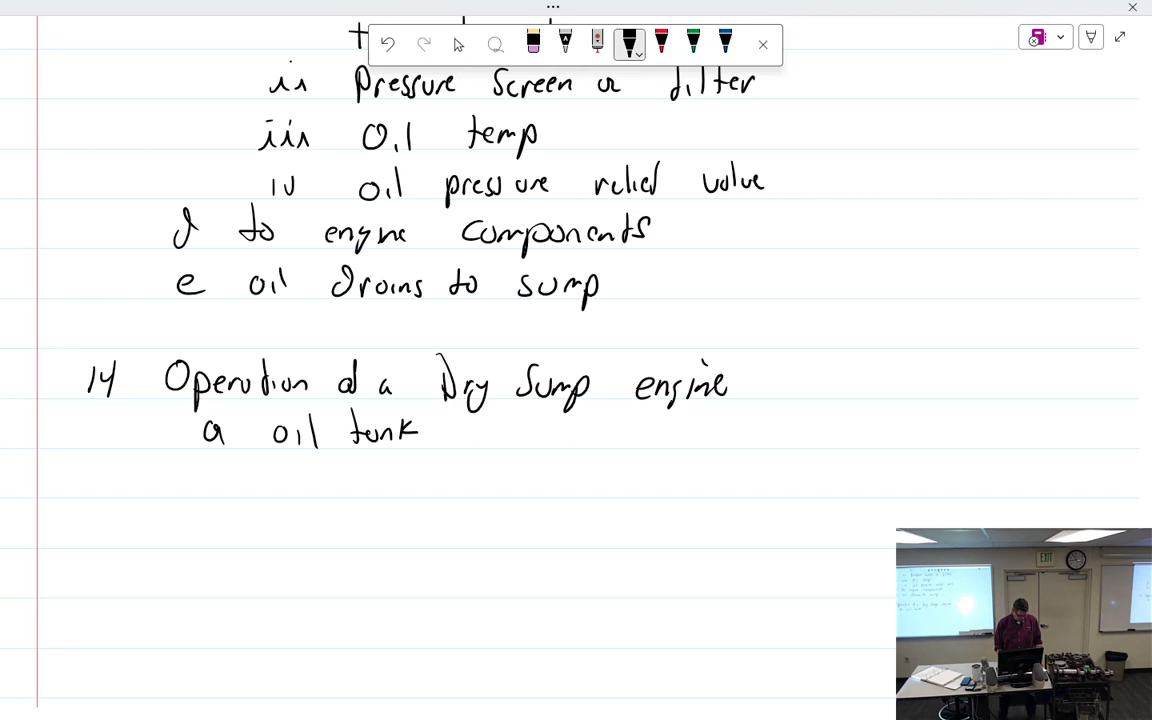 ii Pressure Screen or filter
iii Oil temp
iv oil pressure relief valve
d to engine components
e oil drains to sump
14 Operation of a Dry Sump engine
a oil tank
EXIT